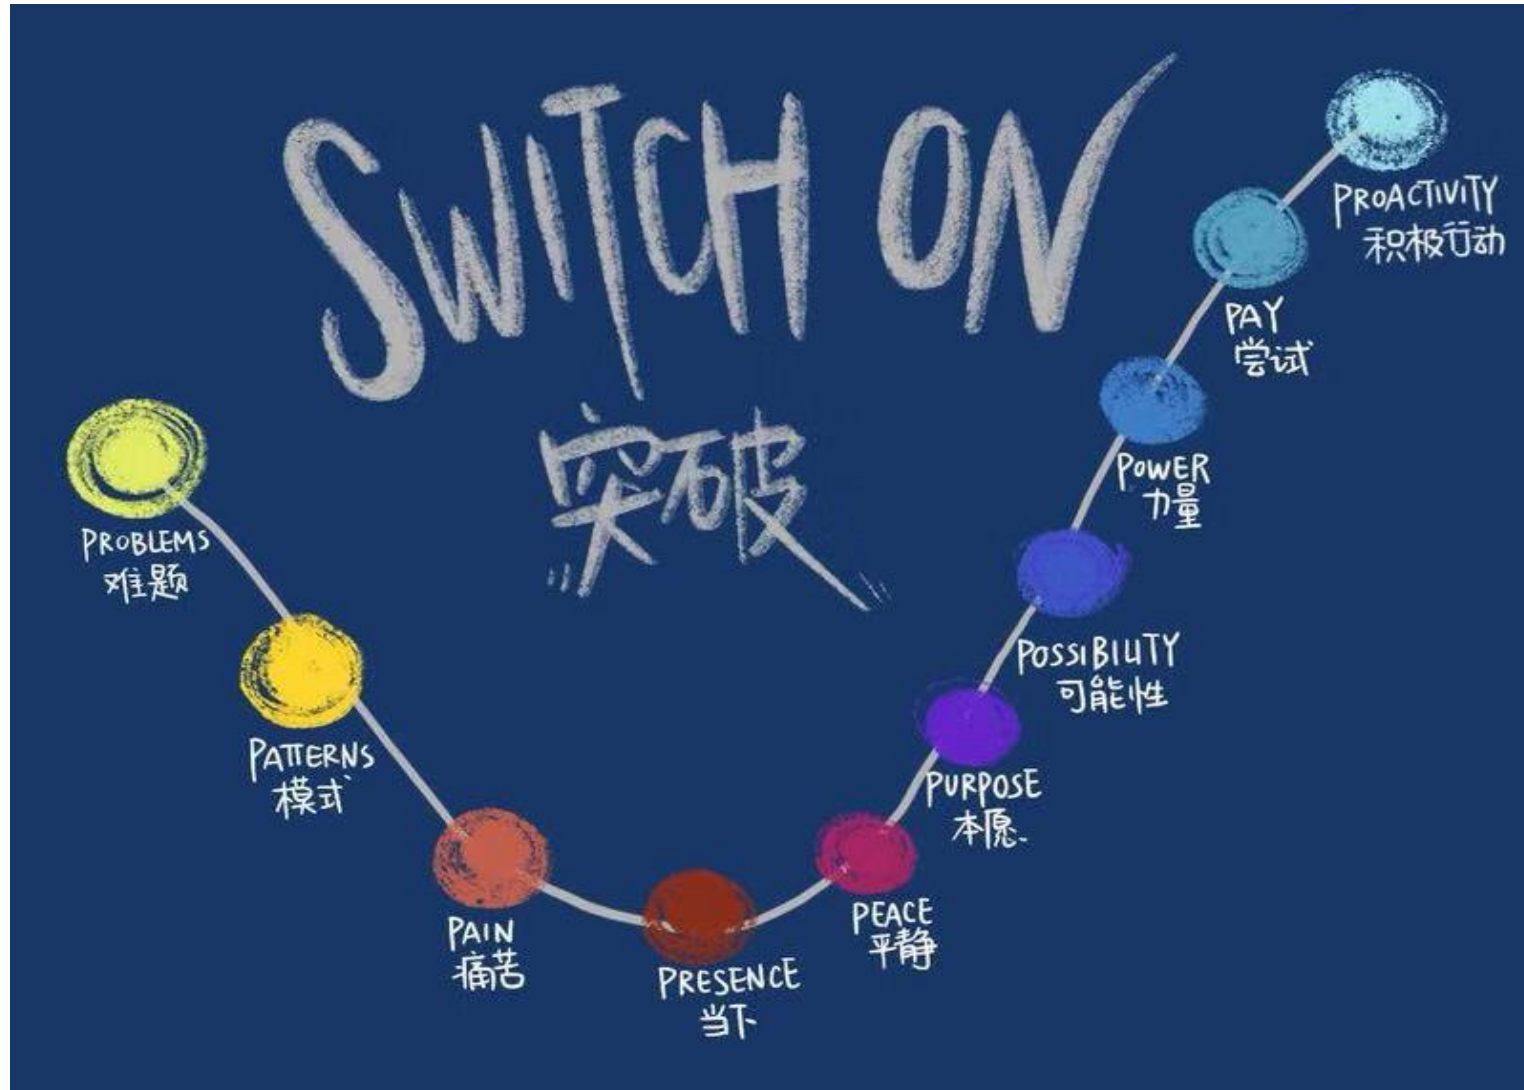 SWITCH ON
突破
PROBLEMS
难题
PATTERNS
模式
PAIN
痛苦
PRESENCE
当下
PEACE
平静
PURPOSE
本愿
POSSIBILITY
可能性
POWER
力量
PAY
尝试
PROACTIVITY
积极行动